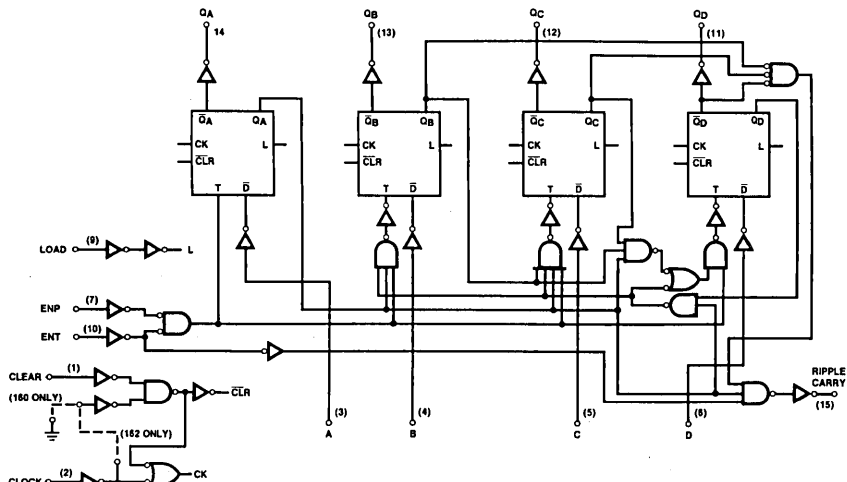 QA QB QC QD
14 (13) (12) (11)
Q̅A QA Q̅B QB Q̅C QC Q̅D QD
CK L CK L CK L CK L
C̅L̅R̅ C̅L̅R̅ C̅L̅R̅ C̅L̅R̅
T D̅ T D̅ T D̅ T D̅
LOAD (9) L
ENP (7)
ENT (10)
CLEAR (1)
C̅L̅R̅
(160 ONLY)
(162 ONLY)
CLOCK (2) CK
(3) (4) (5) (6)
A B C D
RIPPLE
CARRY
(15)